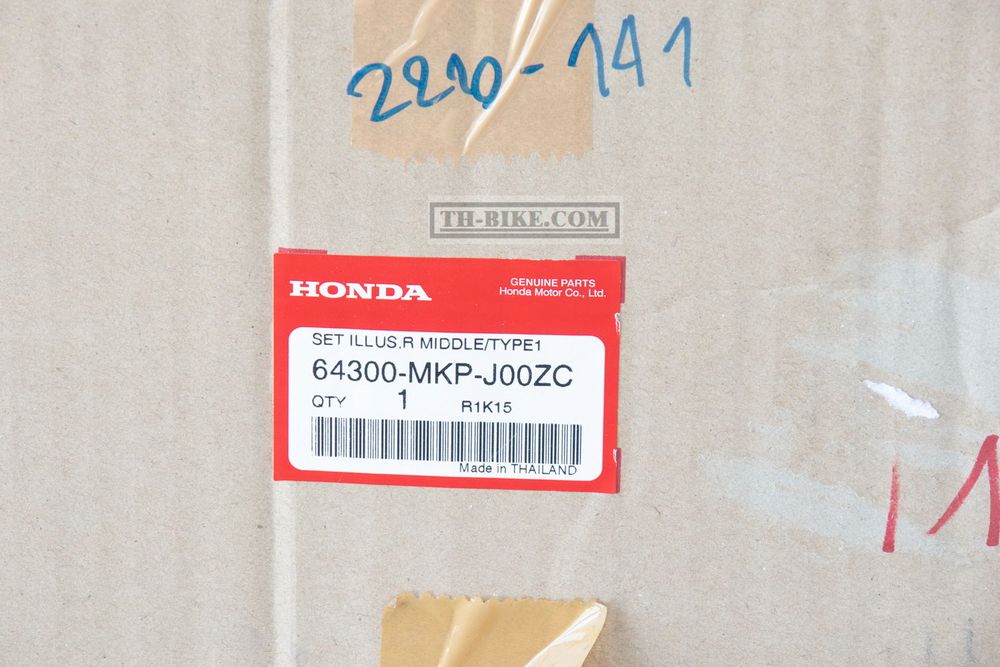 2210-141
TH-BIKE.COM
HONDA
GENUINE PARTS
Honda Motor Co., Ltd.
SET ILLUS,R MIDDLE/TYPE1
64300-MKP-J00ZC
QTY 1 R1K15
Made in THAILAND